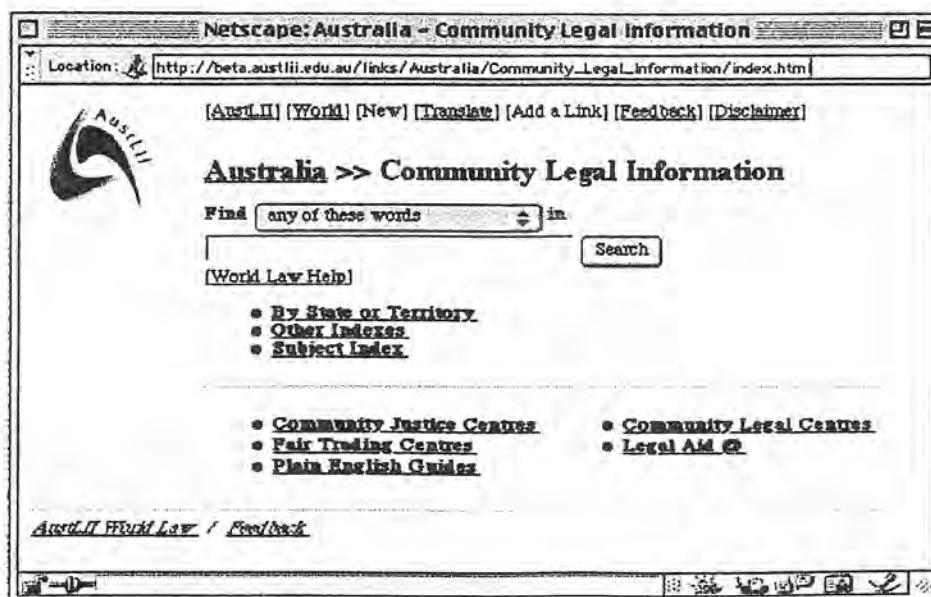 Netscape: Australia - Community Legal Information
Location: http://beta.austlii.edu.au/links/Australia/Community_Legal_Information/index.html
AustLII
[AustLII] [World] [New] [Translate] [Add a Link] [Feedback] [Disclaimer]
Australia >> Community Legal Information
Find any of these words in
Search
[World Law Help]
By State or Territory
Other Indexes
Subject Index
Community Justice Centres
Community Legal Centres
Fair Trading Centres
Legal Aid @
Plain English Guides
AustLII World Law / Feedback